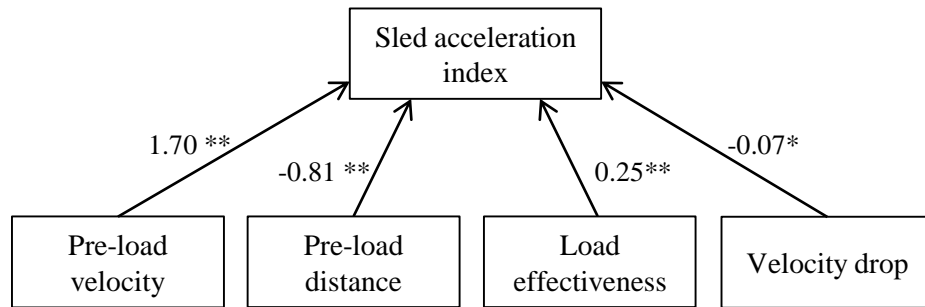 Sled acceleration
index
1.70 **
-0.81 **
0.25**
-0.07*
Pre-load
velocity
Pre-load
distance
Load
effectiveness
Velocity drop